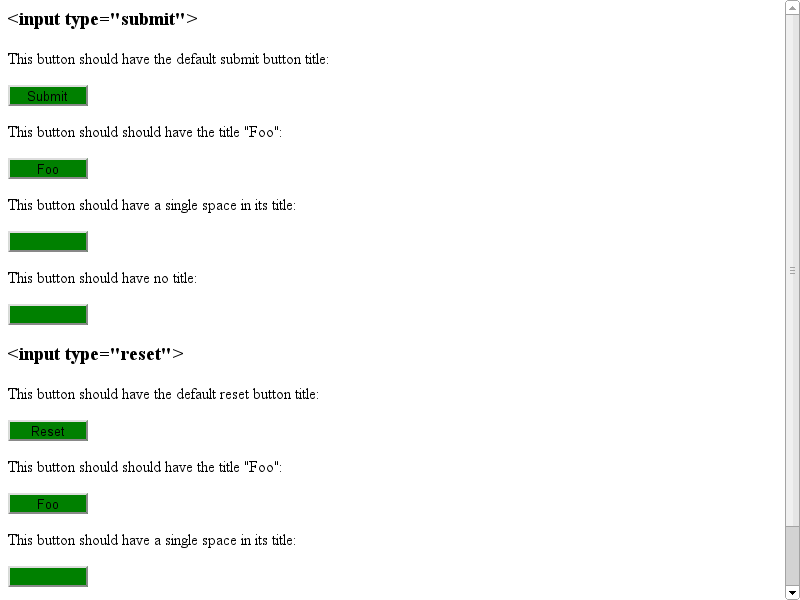 <input type="submit">
This button should have the default submit button title:
Submit
This button should should have the title "Foo":
Foo
This button should have a single space in its title:
This button should have no title:
<input type="reset">
This button should have the default reset button title:
Reset
This button should should have the title "Foo":
Foo
This button should have a single space in its title: